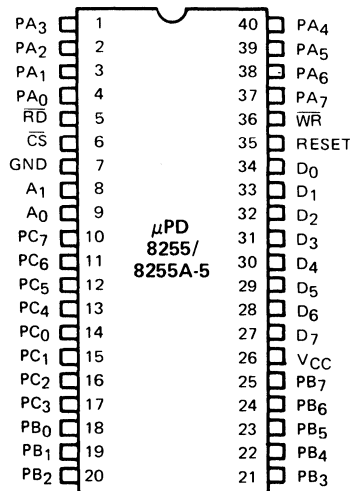 PA3 1 40 PA4
PA2 2 39 PA5
PA1 3 38 PA6
PA0 4 37 PA7
R̅D̅ 5 36 W̅R̅
C̅S̅ 6 35 RESET
GND 7 34 D0
A1 8 33 D1
A0 9 32 D2
PC7 10 31 D3
PC6 11 30 D4
PC5 12 29 D5
PC4 13 28 D6
PC0 14 27 D7
PC1 15 26 VCC
PC2 16 25 PB7
PC3 17 24 PB6
PB0 18 23 PB5
PB1 19 22 PB4
PB2 20 21 PB3
μPD
8255/
8255A-5